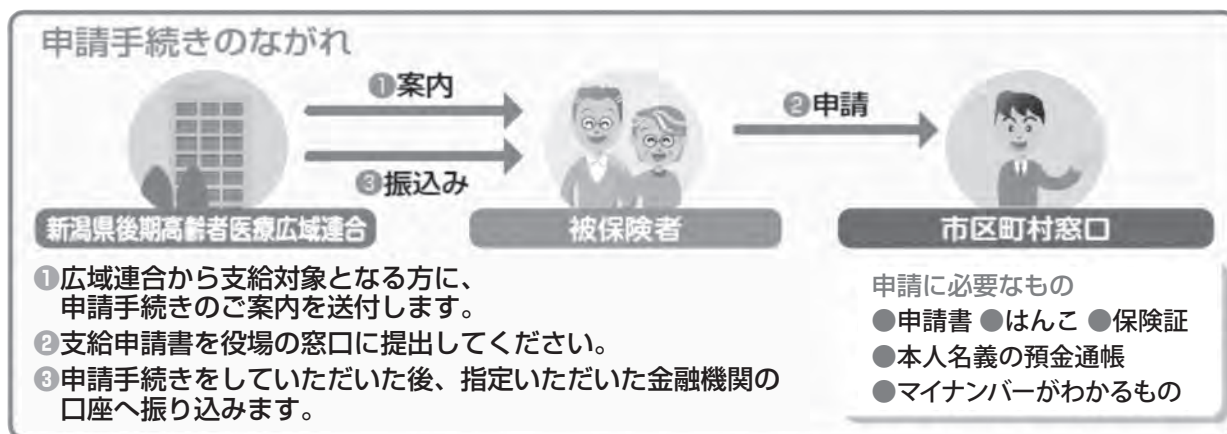 申請手続きのながれ
❶案内
❷申請
❸振込み
新潟県後期高齢者医療広域連合
被保険者
市区町村窓口
❶広域連合から支給対象となる方に、
申請手続きのご案内を送付します。
❷支給申請書を役場の窓口に提出してください。
❸申請手続きをしていただいた後、指定いただいた金融機関の
口座へ振り込みます。
申請に必要なもの
●申請書 ●はんこ ●保険証
●本人名義の預金通帳
●マイナンバーがわかるもの